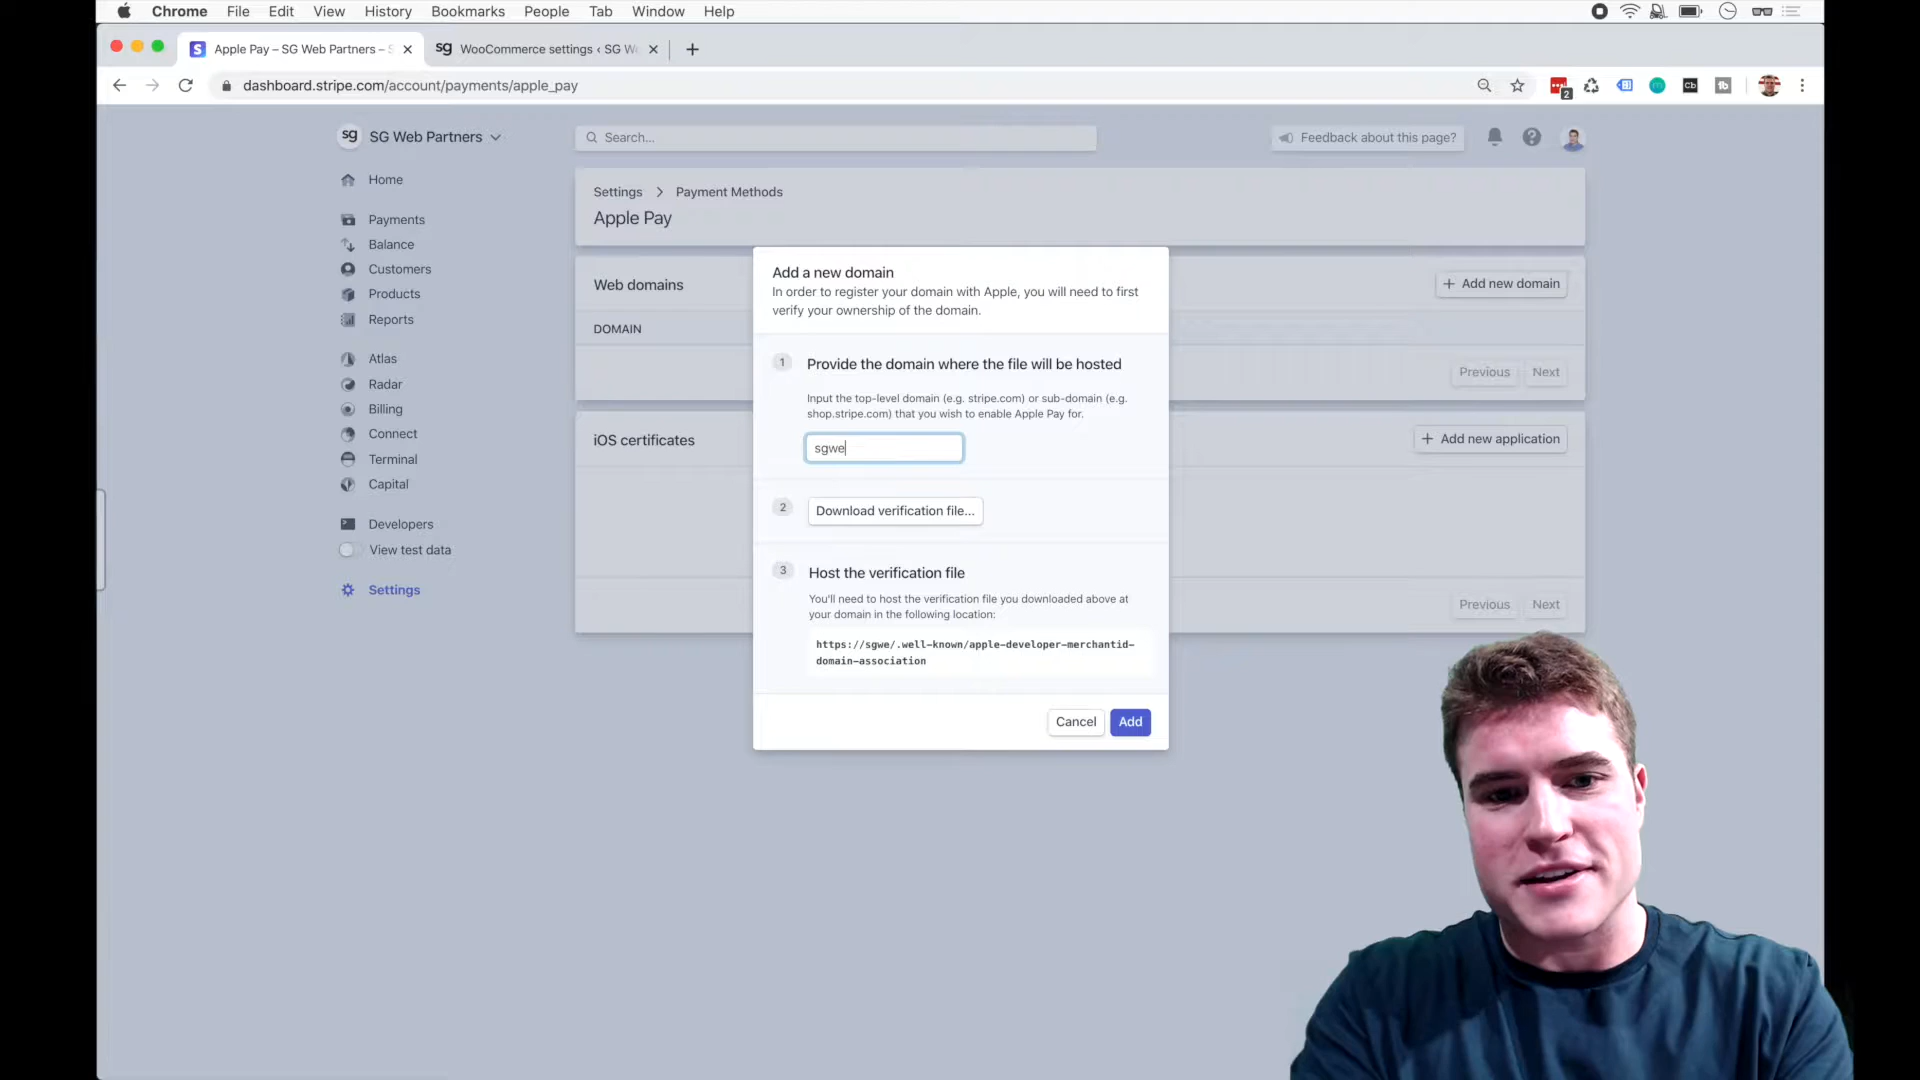 Chrome File Edit View History Bookmarks People Tab Window Help
Apple Pay – SG Web Partners – S
sg WooCommerce settings ‹ SG We
dashboard.stripe.com/account/payments/apple_pay
2
Cb
tb
sg SG Web Partners
Search...
Feedback about this page?
Home
Payments
Balance
Customers
Products
Reports
Atlas
Radar
Billing
Connect
Terminal
Capital
Developers
View test data
Settings
Settings > Payment Methods
Apple Pay
Web domains
+ Add new domain
DOMAIN
Previous Next
iOS certificates
+ Add new application
Previous Next
Add a new domain
In order to register your domain with Apple, you will need to first
verify your ownership of the domain.
1 Provide the domain where the file will be hosted
Input the top-level domain (e.g. stripe.com) or sub-domain (e.g.
shop.stripe.com) that you wish to enable Apple Pay for.
sgwe
2 Download verification file...
3 Host the verification file
You'll need to host the verification file you downloaded above at
your domain in the following location:
https://sgwe/.well-known/apple-developer-merchantid-
domain-association
Cancel Add